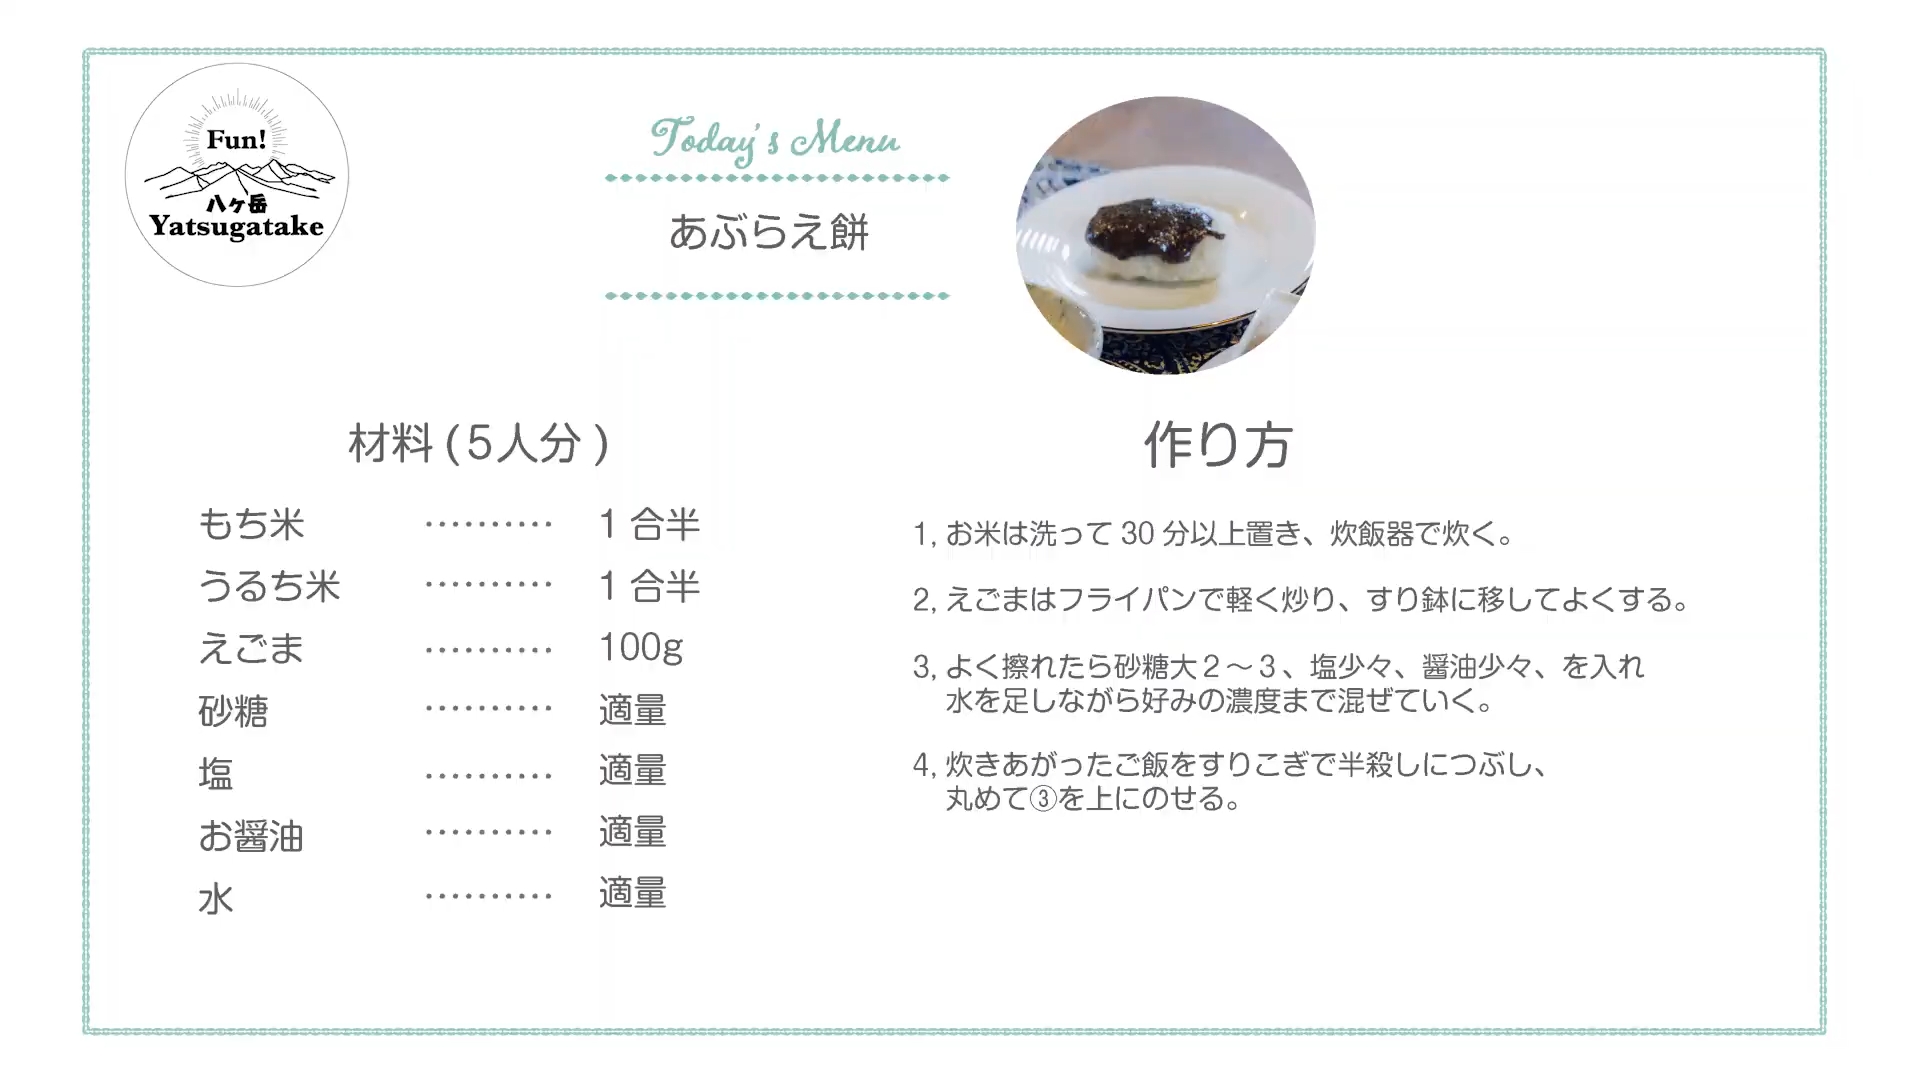 Fun!
八ヶ岳
Yatsugatake
Today's Menu
あぶらえ餅
材料 (5人分)
もち米 ‥‥‥‥‥ 1 合半
うるち米 ‥‥‥‥‥ 1 合半
えごま ‥‥‥‥‥ 100g
砂糖 ‥‥‥‥‥ 適量
塩 ‥‥‥‥‥ 適量
お醤油 ‥‥‥‥‥ 適量
水 ‥‥‥‥‥ 適量
作り方
1, お米は洗って 30 分以上置き、炊飯器で炊く。
2, えごまはフライパンで軽く炒り、すり鉢に移してよくする。
3, よく擦れたら砂糖大２～３、塩少々、醤油少々、を入れ
水を足しながら好みの濃度まで混ぜていく。
4, 炊きあがったご飯をすりこぎで半殺しにつぶし、
丸めて③を上にのせる。